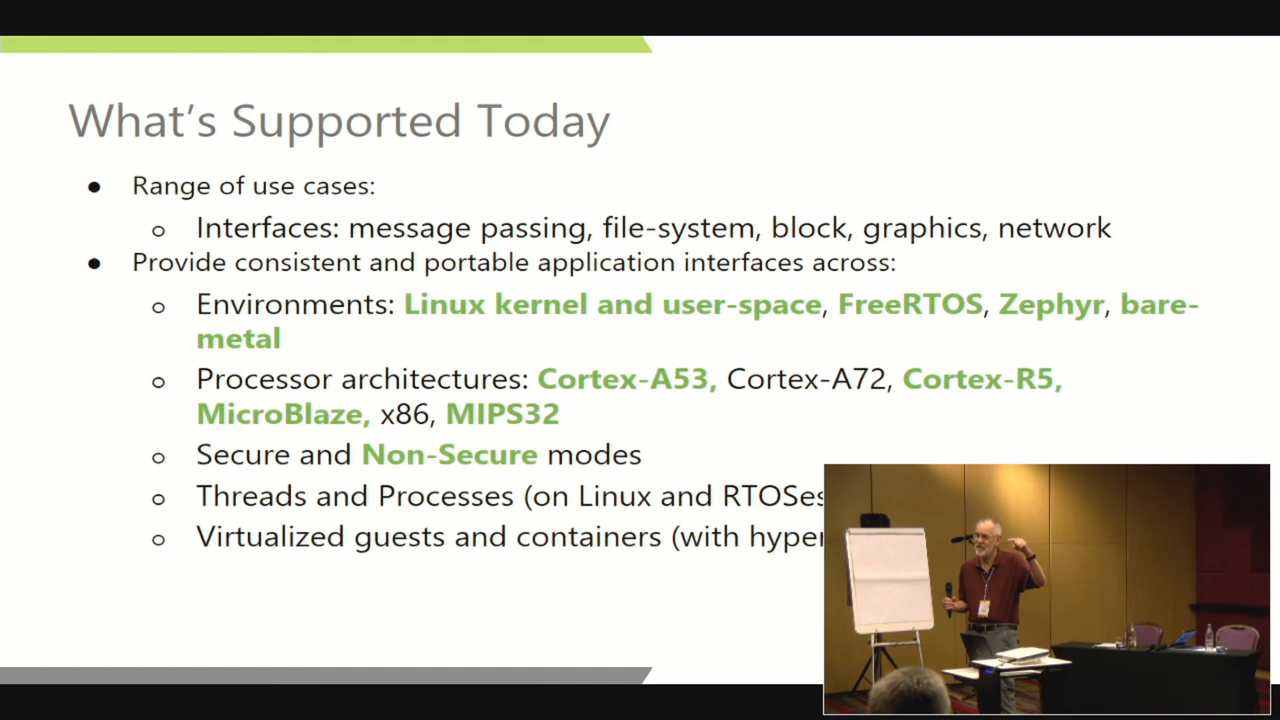 What's Supported Today
● Range of use cases:
o Interfaces: message passing, file-system, block, graphics, network
● Provide consistent and portable application interfaces across:
o Environments: Linux kernel and user-space, FreeRTOS, Zephyr, bare-
metal
o Processor architectures: Cortex-A53, Cortex-A72, Cortex-R5,
MicroBlaze, x86, MIPS32
o Secure and Non-Secure modes
o Threads and Processes (on Linux and RTOSes
o Virtualized guests and containers (with hyper